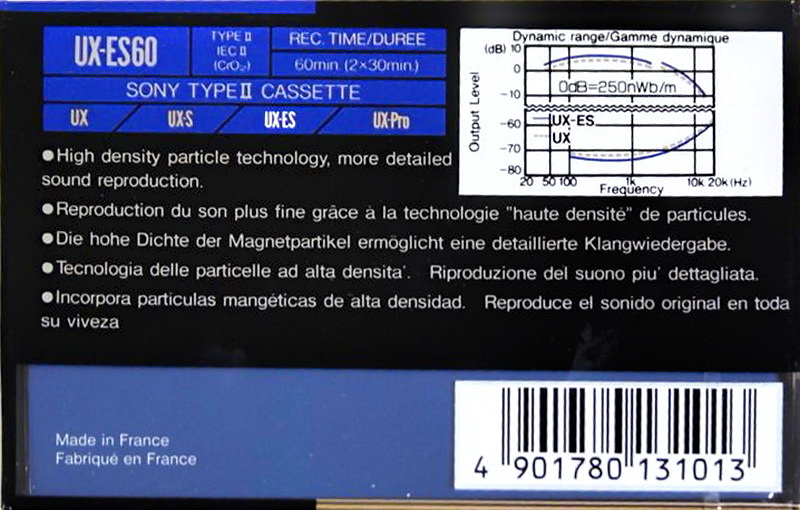 UX-ES60
TYPE II
IEC II
(CrO₂)
REC. TIME/DUREE
60min. (2×30min.)
SONY TYPE II CASSETTE
UX / UX-S / UX-ES / UX-Pro
Dynamic range/Gamme dynamique
(dB) 10
0
-10
-60
-70
-80
Output Level
0dB=250nWb/m
UX-ES
UX
20 50 100 1k 10k 20k (Hz)
Frequency
●High density particle technology, more detailed
sound reproduction.
●Reproduction du son plus fine grâce à la technologie "haute densité" de particules.
●Die hohe Dichte der Magnetpartikel ermöglicht eine detaillierte Klangwiedergabe.
●Tecnologia delle particelle ad alta densita'. Riproduzione del suono piu' dettagliata.
●Incorpora particulas mangéticas de alta densidad. Reproduce el sonido original en toda
su viveza
Made in France
Fabriqué en France
4 901780 131013